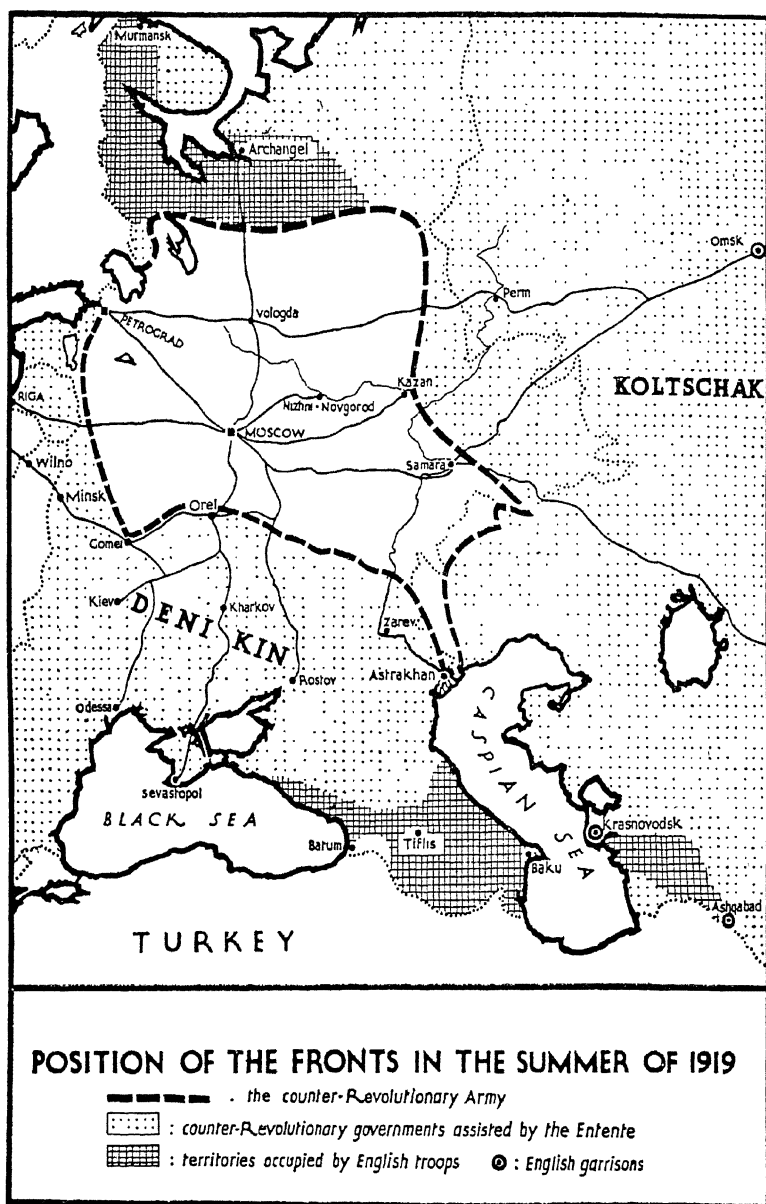 Murmansk
Archangel
Omsk
Perm
Vologda
PETROGRAD
Kazan
KOLTSCHAK
RIGA
Nizhni-Novgorod
MOSCOW
Wilno
Samara
Minsk
Orel
Gomel
Kiev
Kharkov
DENIKIN
Zarev
Rostov
Astrakhan
Odessa
CASPIAN SEA
Sevastopol
BLACK SEA
Krasnovodsk
Batum
Tiflis
Baku
Ashqabad
TURKEY
POSITION OF THE FRONTS IN THE SUMMER OF 1919
. the counter-Revolutionary Army
: counter-Revolutionary governments assisted by the Entente
: territories occupied by English troops : English garrisons